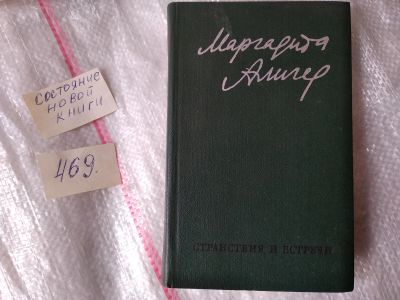 Состояние
новой
книги
469.
Маргарита
Алигер
СТРАНСТВИЯ И ВСТРЕЧИ